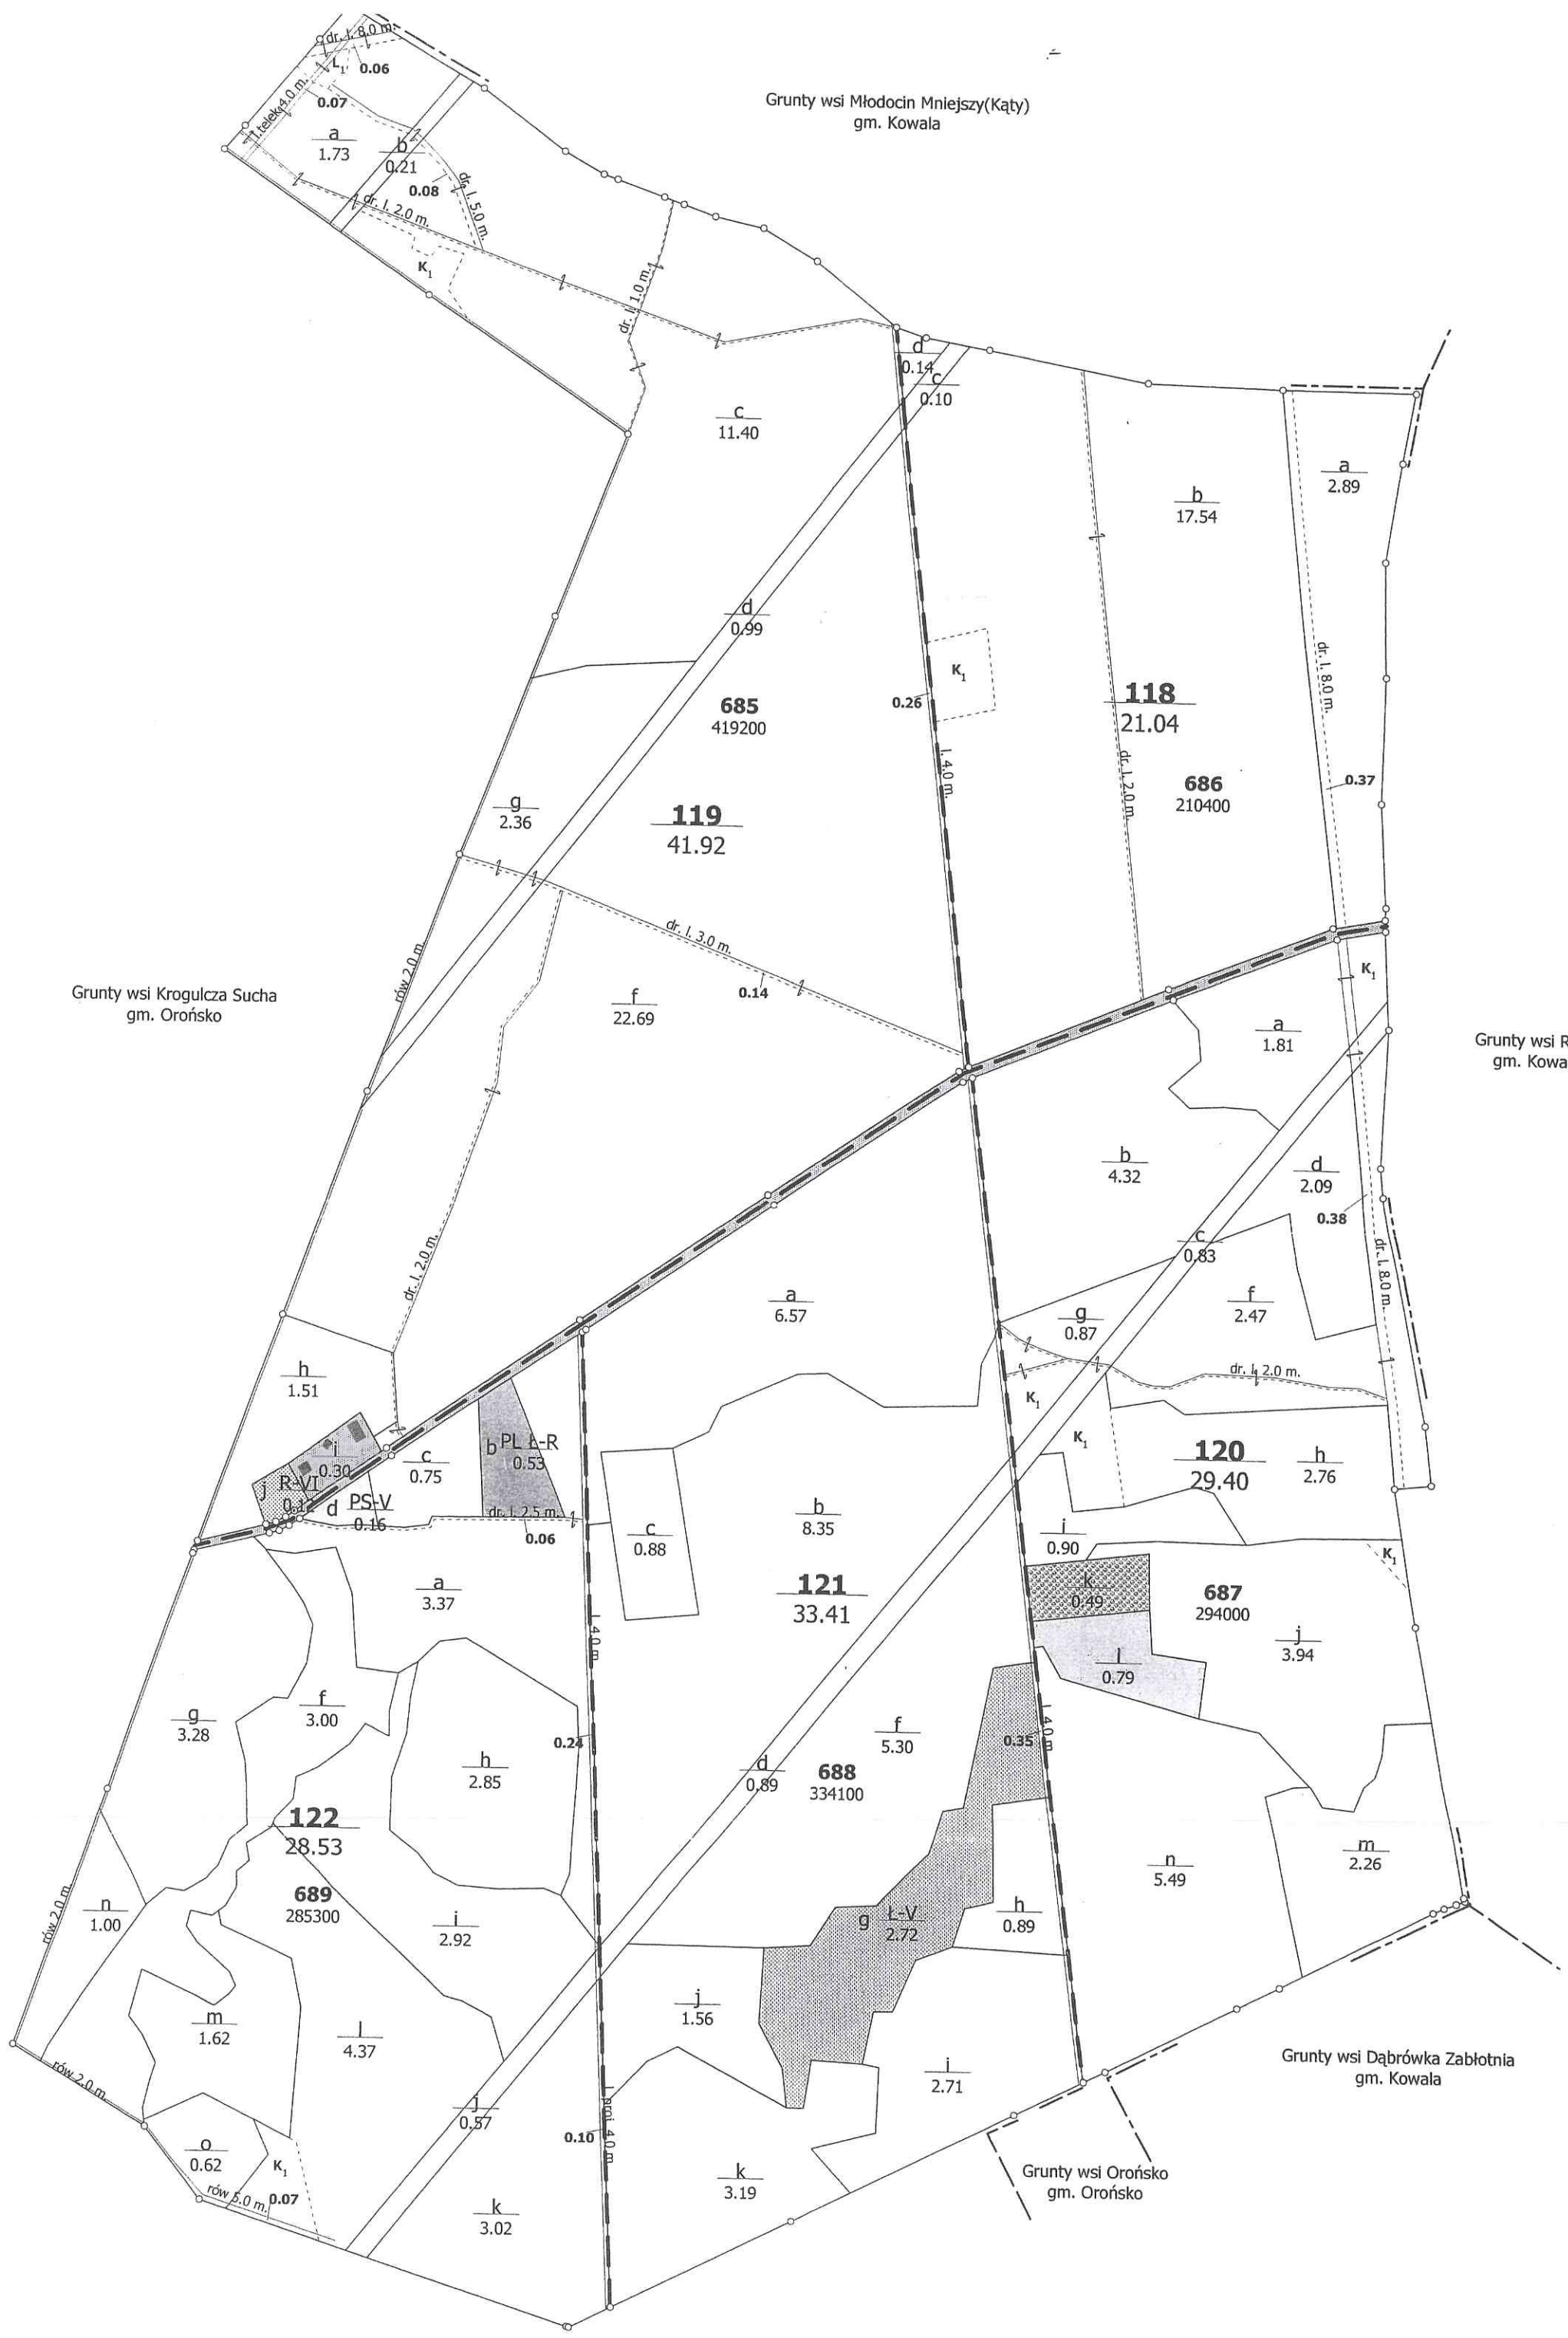 dr. l. 8.0 m.
L1
0.06
l.telek.4.0 m.
0.07
a
1.73
b
0.21
0.08
dr. l. 5.0 m.
dr. l. 2.0 m.
K1
dr. l. 1.0 m.
Grunty wsi Młodocin Mniejszy(Kąty)
gm. Kowala
d
0.14
c
0.10
c
11.40
a
2.89
b
17.54
d
0.99
K1
0.26
685
419200
118
21.04
dr. l. 8.0 m.
l. 4.0 m.
dr. l. 2.0 m.
686
210400
0.37
g
2.36
119
41.92
rów 2.0 m.
dr. l. 3.0 m.
0.14
Grunty wsi Krogulcza Sucha
gm. Orońsko
f
22.69
K1
a
1.81
Grunty wsi R
gm. Kowa
b
4.32
d
2.09
0.38
c
0.83
dr. l. 2.0 m.
dr. l. 8.0 m.
a
6.57
f
2.47
g
0.87
h
1.51
dr. l. 2.0 m.
K1
K1
120
29.40
h
2.76
i
0.30
j R-VI
c
0.75
b PL Ł-R
0.53
d PS-V
0.16
dr. l. 2.5 m.
0.06
b
8.35
c
0.88
i
0.90
K1
a
3.37
121
33.41
k
0.49
687
294000
l. 4.0 m
j
3.94
l
0.79
g
3.28
f
3.00
0.24
f
5.30
0.35
l. 4.0 m
h
2.85
d
0.89
688
334100
122
28.53
m
2.26
n
5.49
689
285300
n
1.00
i
2.92
g Ł-V
2.72
h
0.89
rów 2.0 m.
m
1.62
l
4.37
j
1.56
i
2.71
rów 2.0 m.
Grunty wsi Dąbrówka Zabłotnia
gm. Kowala
j
0.57
0.10
l. proj. 4.0 m
o
0.62
K1
rów 5.0 m.
0.07
k
3.19
Grunty wsi Orońsko
gm. Orońsko
k
3.02